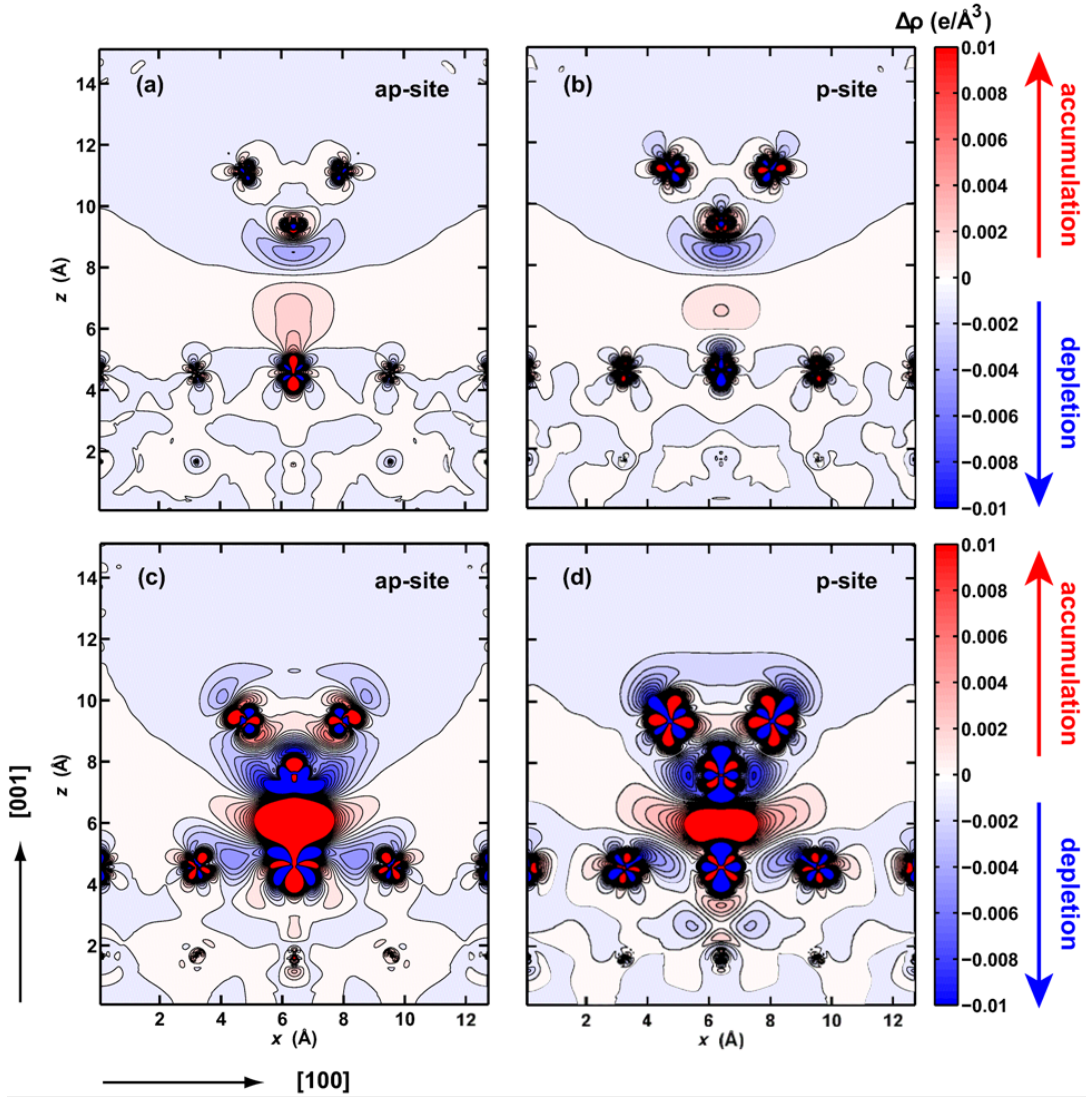 Δρ (e/Å³)
(a)
ap-site
14
12
10
8
6
4
2
z (Å)
(b)
p-site
0.01
0.008
0.006
0.004
0.002
0
−0.002
−0.004
−0.006
−0.008
−0.01
accumulation
depletion
(c)
ap-site
14
12
10
8
6
4
2
z (Å)
2
4
6
8
10
12
x (Å)
(d)
p-site
2
4
6
8
10
12
x (Å)
0.01
0.008
0.006
0.004
0.002
0
−0.002
−0.004
−0.006
−0.008
−0.01
accumulation
depletion
[001]
[100]